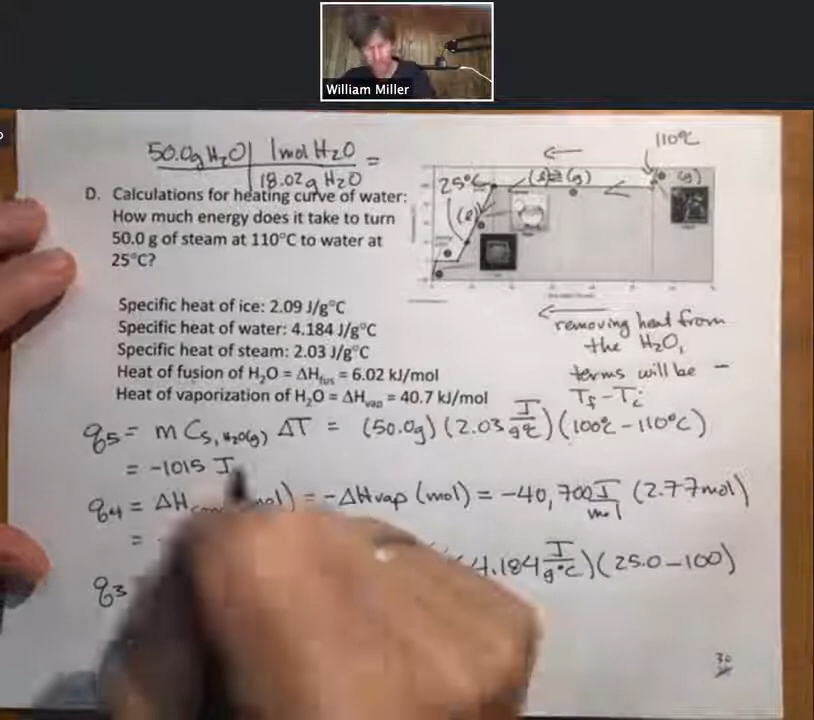 William Miller
50.0g H2O | 1mol H2O =
18.02g H2O
110°C
25°C
(l)⇌(g)
(g)
(l)
D. Calculations for heating curve of water:
How much energy does it take to turn
50.0 g of steam at 110°C to water at
25°C?
Specific heat of ice: 2.09 J/g°C
Specific heat of water: 4.184 J/g°C
Specific heat of steam: 2.03 J/g°C
Heat of fusion of H2O = ΔHfus = 6.02 kJ/mol
Heat of vaporization of H2O = ΔHvap = 40.7 kJ/mol
removing heat from
the H2O,
terms will be −
Tf − Ti
q5 = m Cs, H2O(g) ΔT = (50.0g)(2.03 J/g°C)(100°C − 110°C)
= -1015 J
q4 = ΔH mol) = −ΔHvap (mol) = −40,700 J/mol (2.77mol)
=
q3 4.184 J/g°C)(25.0−100)
30